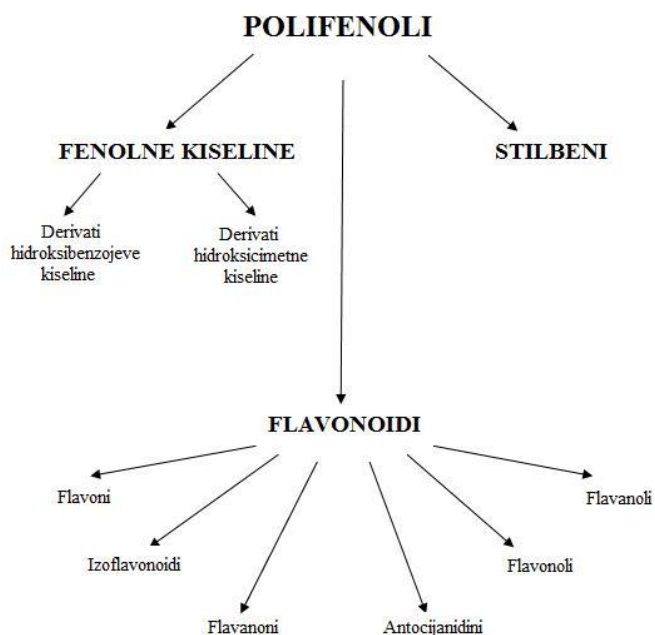 POLIFENOLI
FENOLNE KISELINE
STILBENI
Derivati
hidroksibenzojeve
kiseline
Derivati
hidroksicimetne
kiseline
FLAVONOIDI
Flavoni
Flavanoli
Izoflavonoidi
Flavonoli
Flavanoni
Antocijanidini